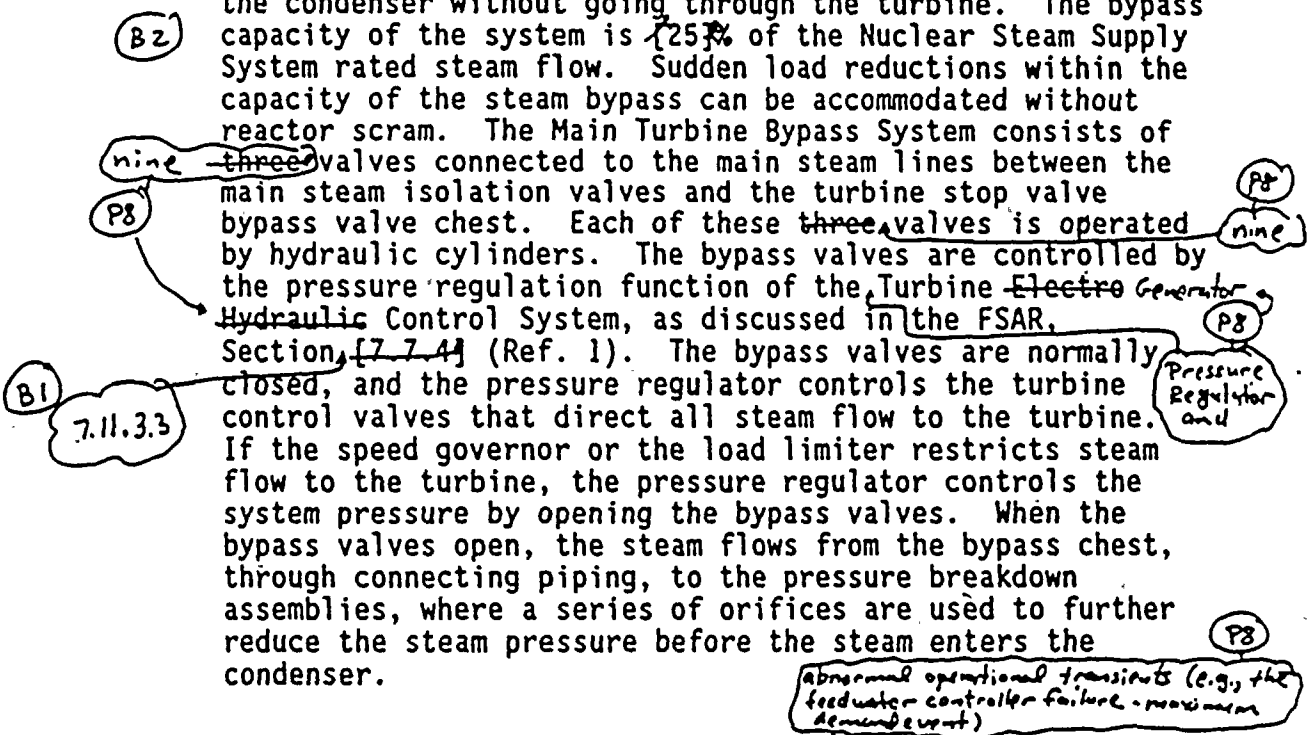 the condenser without going through the turbine. The bypass
B2 capacity of the system is {25}% of the Nuclear Steam Supply
System rated steam flow. Sudden load reductions within the
capacity of the steam bypass can be accommodated without
reactor scram. The Main Turbine Bypass System consists of
nine three valves connected to the main steam lines between the
main steam isolation valves and the turbine stop valve
P8
P8 bypass valve chest. Each of these three valves is operated nine
by hydraulic cylinders. The bypass valves are controlled by
the pressure regulation function of the Turbine Electro Generator
Hydraulic Control System, as discussed in the FSAR, P8
Section [7.7.4] (Ref. 1). The bypass valves are normally Pressure
B1 closed, and the pressure regulator controls the turbine Regulator
7.11.3.3 control valves that direct all steam flow to the turbine. and
If the speed governor or the load limiter restricts steam
flow to the turbine, the pressure regulator controls the
system pressure by opening the bypass valves. When the
bypass valves open, the steam flows from the bypass chest,
through connecting piping, to the pressure breakdown
assemblies, where a series of orifices are used to further
reduce the steam pressure before the steam enters the P8
condenser.
abnormal operational transients (e.g., the
feedwater controller failure - maximum
demand event)